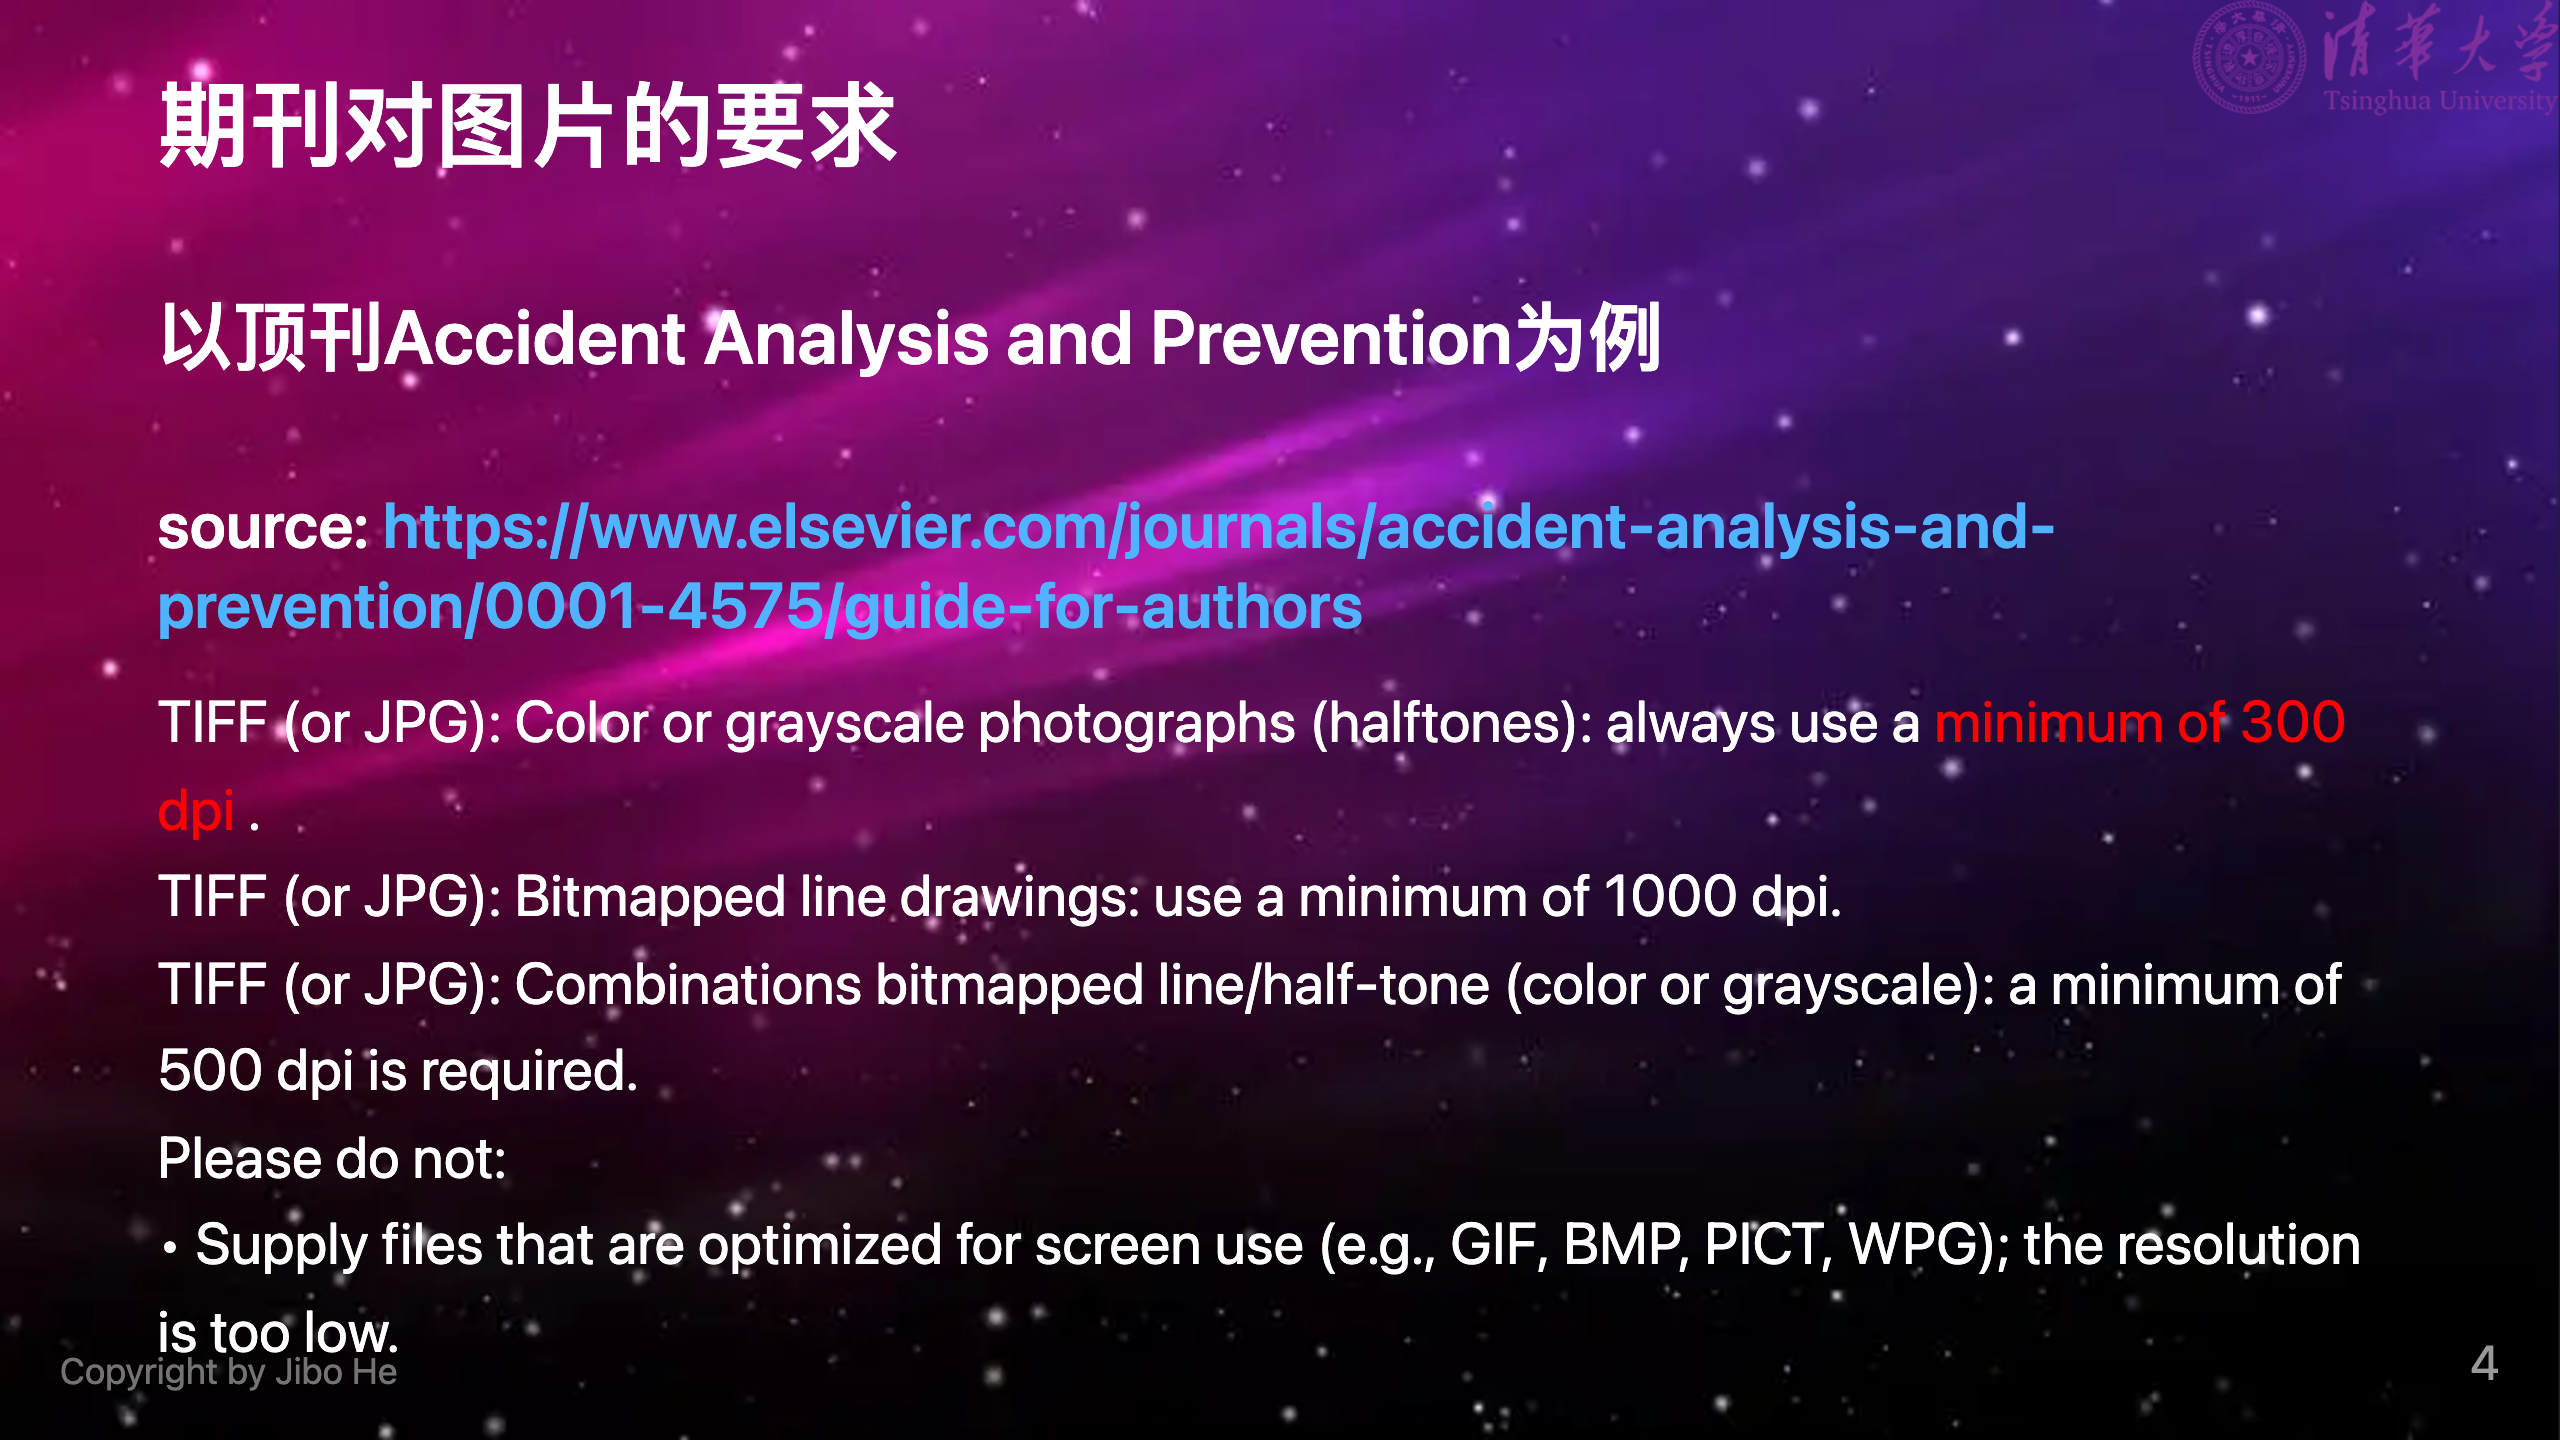 清華大学
Tsinghua University
期刊对图片的要求
以顶刊Accident Analysis and Prevention为例
source: https://www.elsevier.com/journals/accident-analysis-and-
prevention/0001-4575/guide-for-authors
TIFF (or JPG): Color or grayscale photographs (halftones): always use a minimum of 300
dpi .
TIFF (or JPG): Bitmapped line drawings: use a minimum of 1000 dpi.
TIFF (or JPG): Combinations bitmapped line/half-tone (color or grayscale): a minimum of
500 dpi is required.
Please do not:
• Supply files that are optimized for screen use (e.g., GIF, BMP, PICT, WPG); the resolution
is too low.
Copyright by Jibo He
4